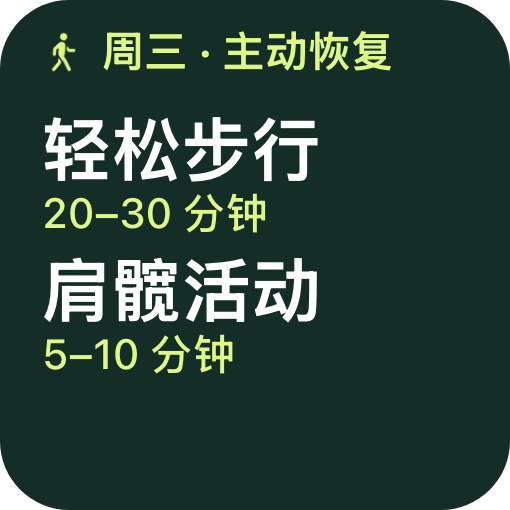 周三 · 主动恢复
轻松步行
20–30 分钟
肩髋活动
5–10 分钟